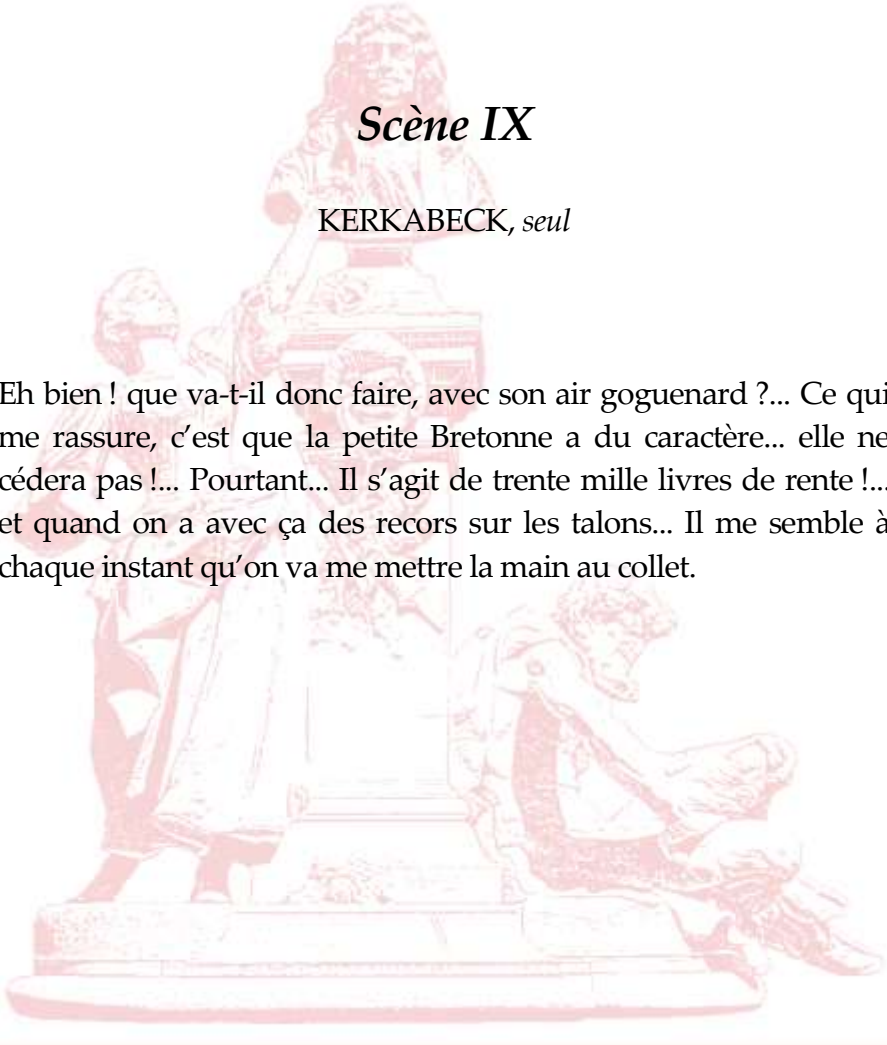 Scène IX
KERKABECK, seul
Eh bien ! que va-t-il donc faire, avec son air goguenard ?... Ce qui
me rassure, c’est que la petite Bretonne a du caractère... elle ne
cédera pas !... Pourtant... Il s’agit de trente mille livres de rente !...
et quand on a avec ça des recors sur les talons... Il me semble à
chaque instant qu’on va me mettre la main au collet.